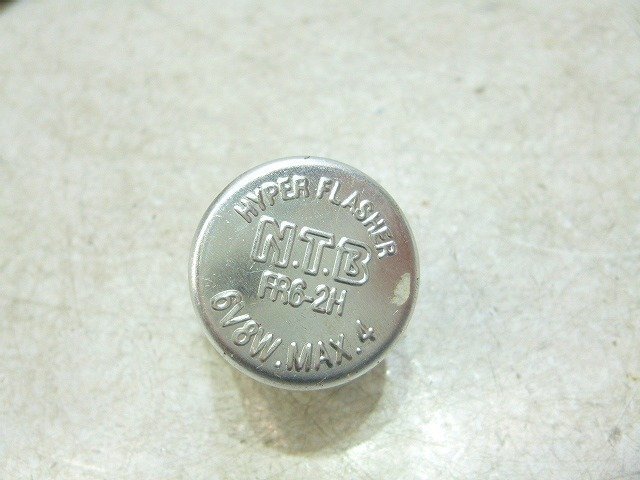 HYPER FLASHER
N.T.B
FR6-2H
6V8W.MAX.4